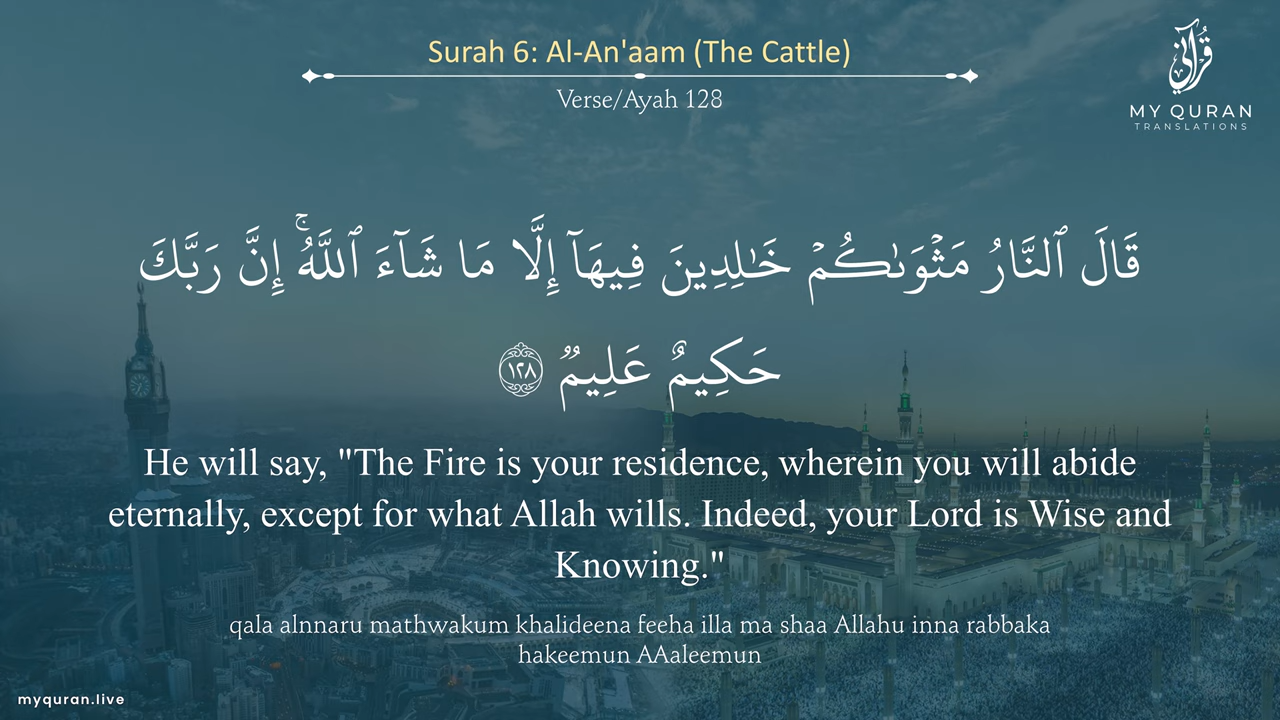 Surah 6: Al-An'aam (The Cattle)
Verse/Ayah 128
قرآني
MY QURAN
TRANSLATIONS
قَالَ ٱلنَّارُ مَثْوَىٰكُمْ خَـٰلِدِينَ فِيهَآ إِلَّا مَا شَآءَ ٱللَّهُ ۚ إِنَّ رَبَّكَ
حَكِيمٌ عَلِيمٌ ١٢٨
He will say, "The Fire is your residence, wherein you will abide
eternally, except for what Allah wills. Indeed, your Lord is Wise and
Knowing."
qala alnnaru mathwakum khalideena feeha illa ma shaa Allahu inna rabbaka
hakeemun AAaleemun
myquran.live